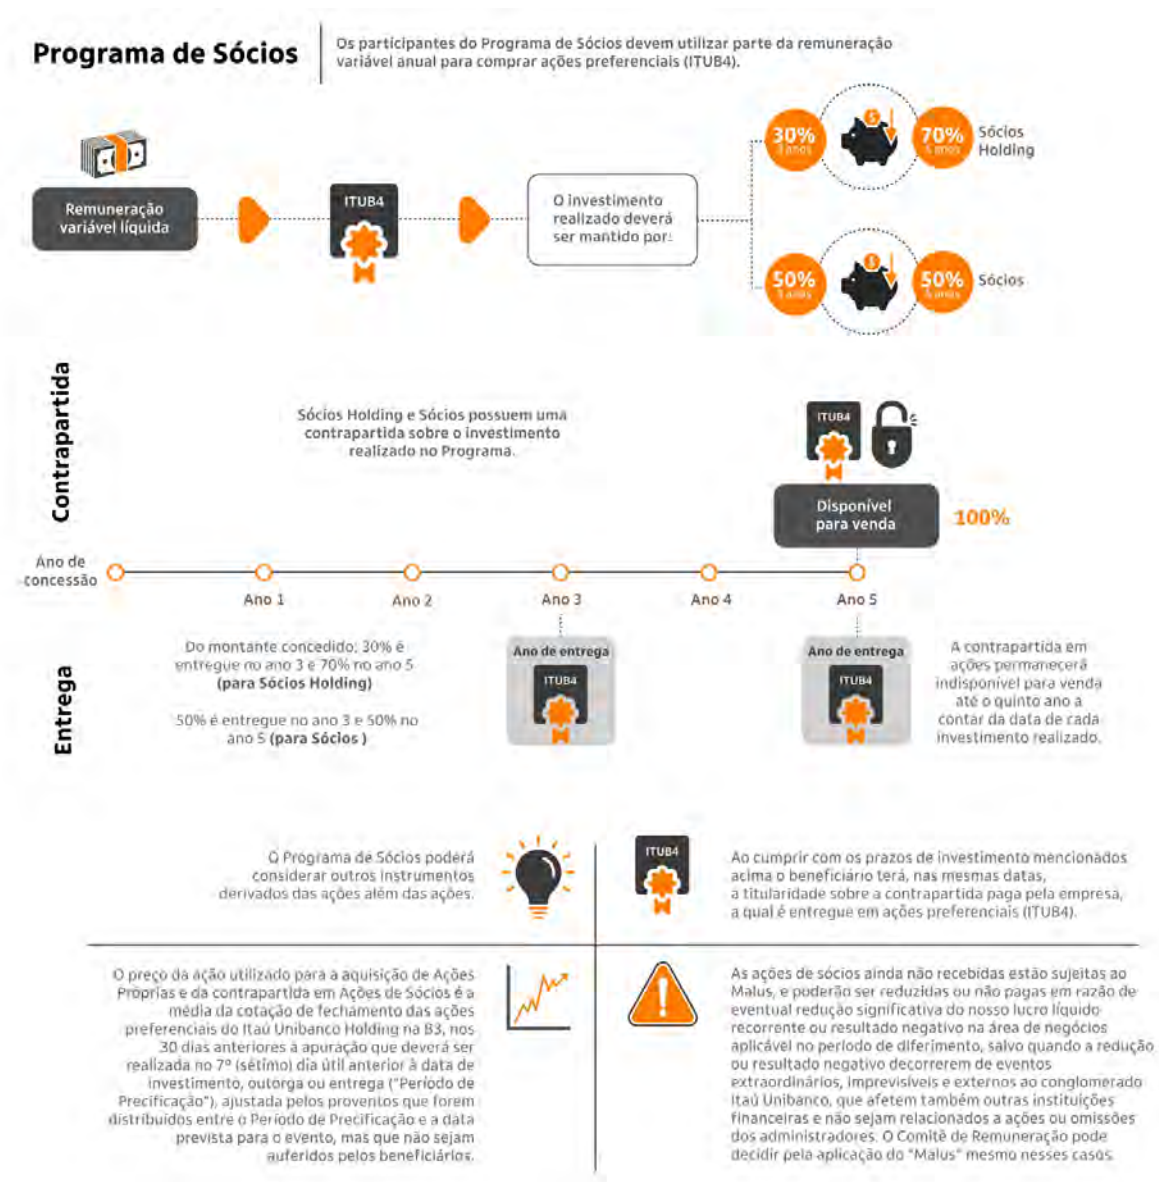 Programa de Sócios
Os participantes do Programa de Sócios devem utilizar parte da remuneração
variável anual para comprar ações preferenciais (ITUB4).
Remuneração
variável líquida
ITUB4
O investimento
realizado deverá
ser mantido por:
30%
3 anos
$
70%
5 anos
Sócios
Holding
50%
3 anos
$
50%
5 anos
Sócios
Contrapartida
Sócios Holding e Sócios possuem uma
contrapartida sobre o investimento
realizado no Programa.
ITUB4
Disponível
para venda
100%
Ano de
concessão
Ano 1
Ano 2
Ano 3
Ano 4
Ano 5
Entrega
Do montante concedido: 30% é
entregue no ano 3 e 70% no ano 5
(para Sócios Holding)
50% é entregue no ano 3 e 50% no
ano 5 (para Sócios )
Ano de entrega
ITUB4
Ano de entrega
ITUB4
A contrapartida em
ações permanecerá
indisponível para venda
até o quinto ano a
contar da data de cada
investimento realizado.
O Programa de Sócios poderá
considerar outros instrumentos
derivados das ações além das ações.
ITUB4
Ao cumprir com os prazos de investimento mencionados
acima o beneficiário terá, nas mesmas datas,
a titularidade sobre a contrapartida paga pela empresa,
a qual é entregue em ações preferenciais (ITUB4).
O preço da ação utilizado para a aquisição de Ações
Próprias e da contrapartida em Ações de Sócios é a
média da cotação de fechamento das ações
preferenciais do Itaú Unibanco Holding na B3, nos
30 dias anteriores à apuração que deverá ser
realizada no 7º (sétimo) dia útil anterior à data de
investimento, outorga ou entrega ("Período de
Precificação"), ajustada pelos proventos que forem
distribuídos entre o Período de Precificação e a data
prevista para o evento, mas que não sejam
auferidos pelos beneficiários.
As ações de sócios ainda não recebidas estão sujeitas ao
Malus, e poderão ser reduzidas ou não pagas em razão de
eventual redução significativa do nosso lucro líquido
recorrente ou resultado negativo na área de negócios
aplicável no período de diferimento, salvo quando a redução
ou resultado negativo decorrerem de eventos
extraordinários, imprevisíveis e externos ao conglomerado
Itaú Unibanco, que afetem também outras instituições
financeiras e não sejam relacionados a ações ou omissões
dos administradores. O Comitê de Remuneração pode
decidir pela aplicação do "Malus" mesmo nesses casos.